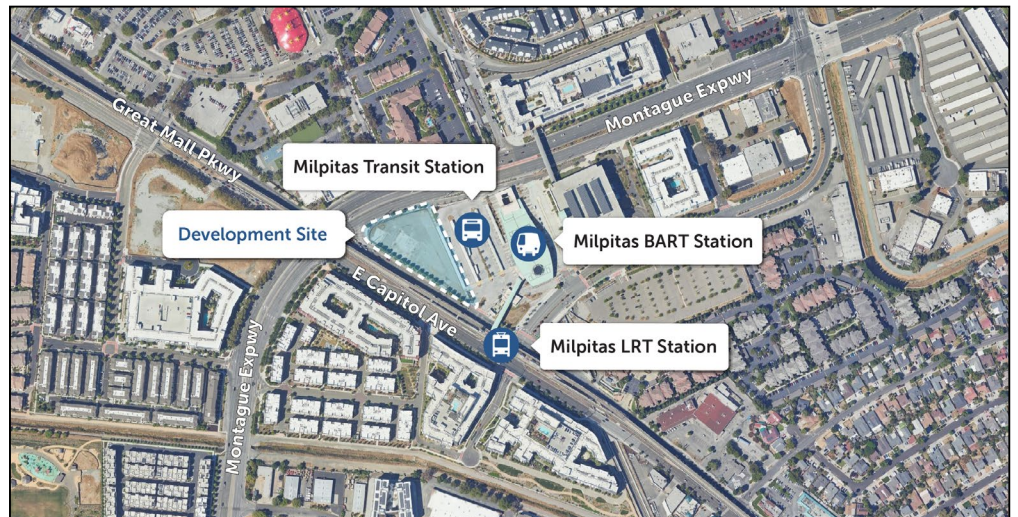 Great Mall Pkwy
Montague Expwy
Milpitas Transit Station
Development Site
Milpitas BART Station
E Capitol Ave
Milpitas LRT Station
Montague Expwy